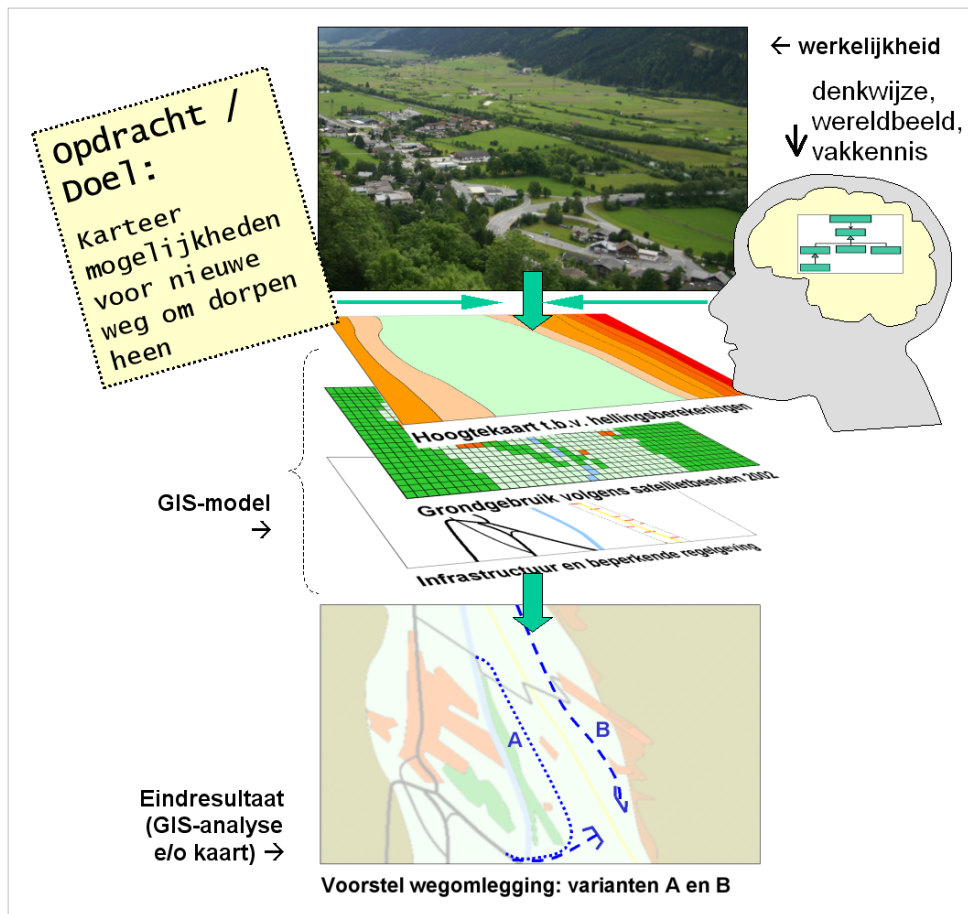 ← werkelijkheid
denkwijze,
wereldbeeld,
vakkennis
Opdracht /
Doel:
Karteer
mogelijkheden
voor nieuwe
weg om dorpen
heen
Hoogtekaart t.b.v. hellingsberekeningen
Grondgebruik volgens satellietbeelden 2002
Infrastructuur en beperkende regelgeving
GIS-model
→
A
B
Eindresultaat
(GIS-analyse
e/o kaart) →
Voorstel wegomlegging: varianten A en B